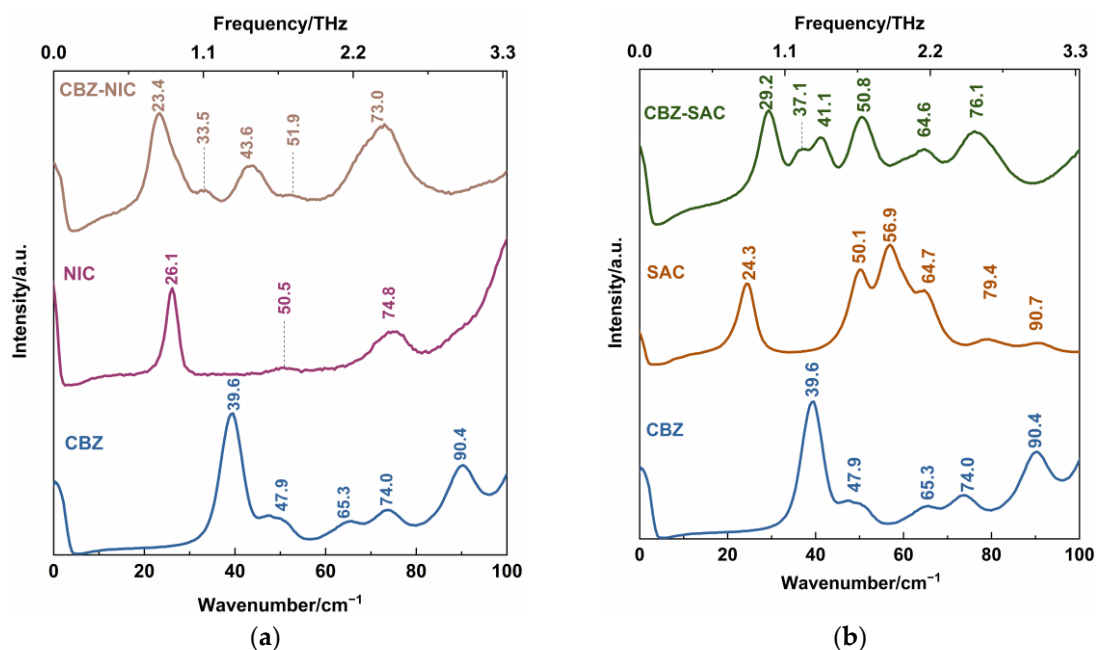 Frequency/THz
0.0 1.1 2.2 3.3
CBZ-NIC
23.4
33.5
43.6
51.9
73.0
NIC
26.1
50.5
74.8
CBZ
39.6
47.9
65.3
74.0
90.4
Intensity/a.u.
0 20 40 60 80 100
Wavenumber/cm⁻¹
(a)
Frequency/THz
0.0 1.1 2.2 3.3
CBZ-SAC
29.2
37.1
41.1
50.8
64.6
76.1
SAC
24.3
50.1
56.9
64.7
79.4
90.7
CBZ
39.6
47.9
65.3
74.0
90.4
Intensity/a.u.
0 20 40 60 80 100
Wavenumber/cm⁻¹
(b)